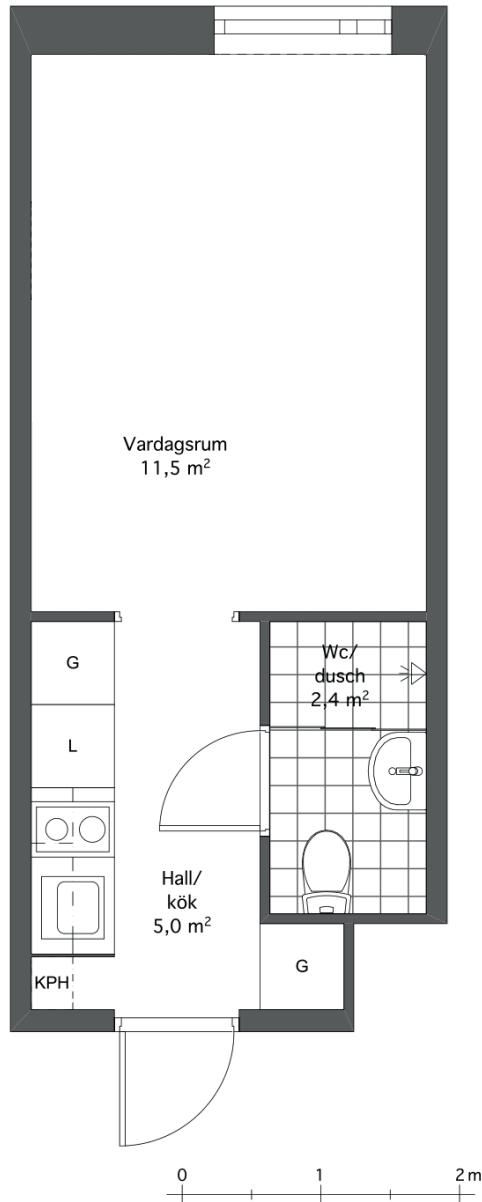 Vardagsrum
11,5 m²
G
Wc/
dusch
2,4 m²
L
Hall/
kök
5,0 m²
KPH
G
0 1 2 m